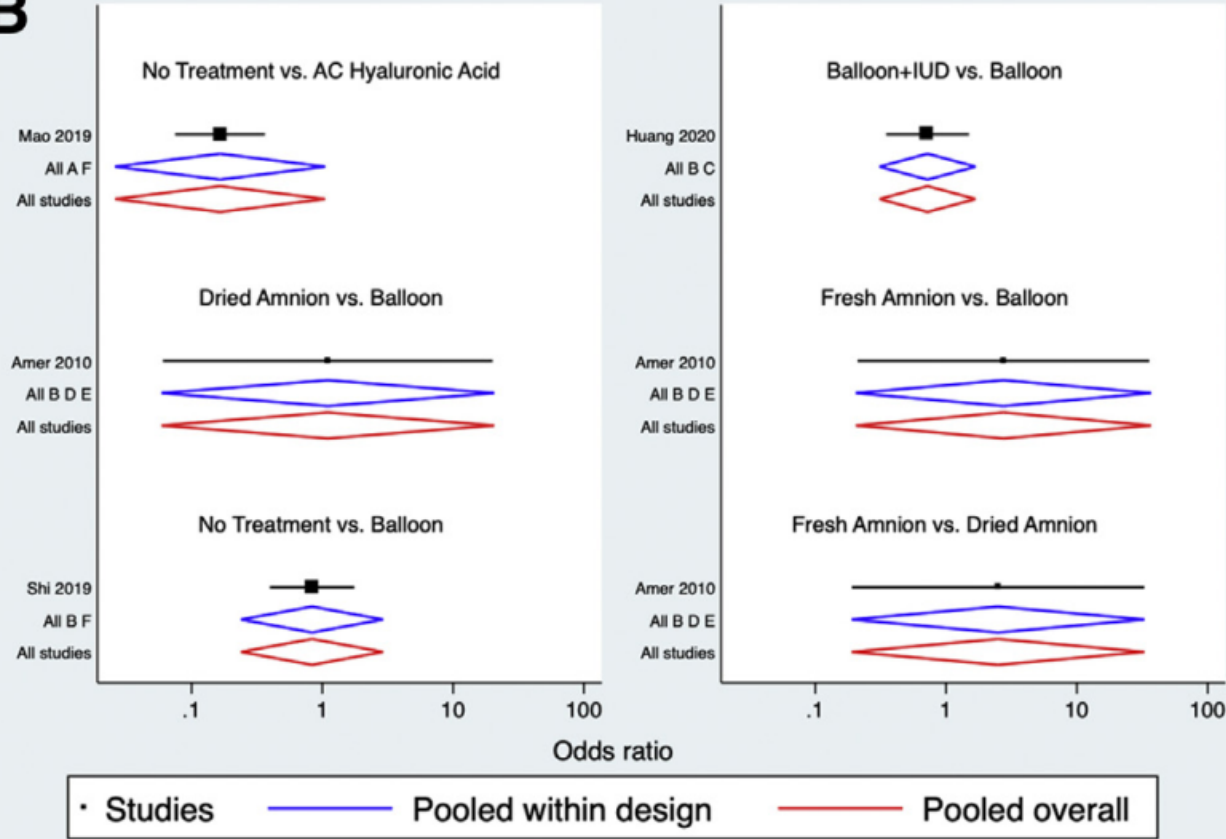 B
No Treatment vs. AC Hyaluronic Acid
Mao 2019
All A F
All studies
Dried Amnion vs. Balloon
Amer 2010
All B D E
All studies
No Treatment vs. Balloon
Shi 2019
All B F
All studies
.1 1 10 100
Balloon+IUD vs. Balloon
Huang 2020
All B C
All studies
Fresh Amnion vs. Balloon
Amer 2010
All B D E
All studies
Fresh Amnion vs. Dried Amnion
Amer 2010
All B D E
All studies
.1 1 10 100
Odds ratio
Studies Pooled within design Pooled overall